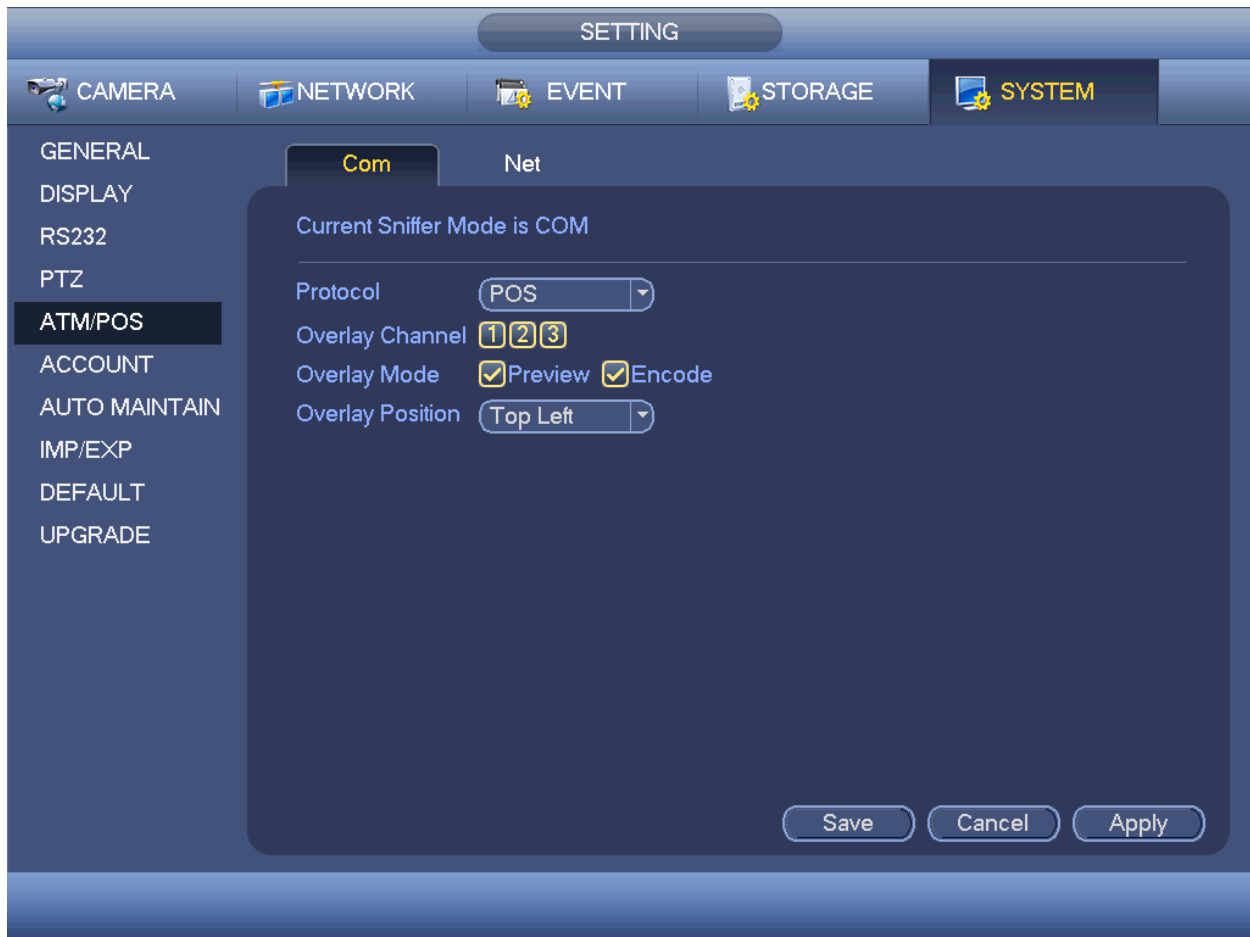 SETTING
CAMERA NETWORK EVENT STORAGE SYSTEM
GENERAL
DISPLAY
RS232
PTZ
ATM/POS
ACCOUNT
AUTO MAINTAIN
IMP/EXP
DEFAULT
UPGRADE
Com Net
Current Sniffer Mode is COM
Protocol POS
Overlay Channel 1 2 3
Overlay Mode Preview Encode
Overlay Position Top Left
Save Cancel Apply